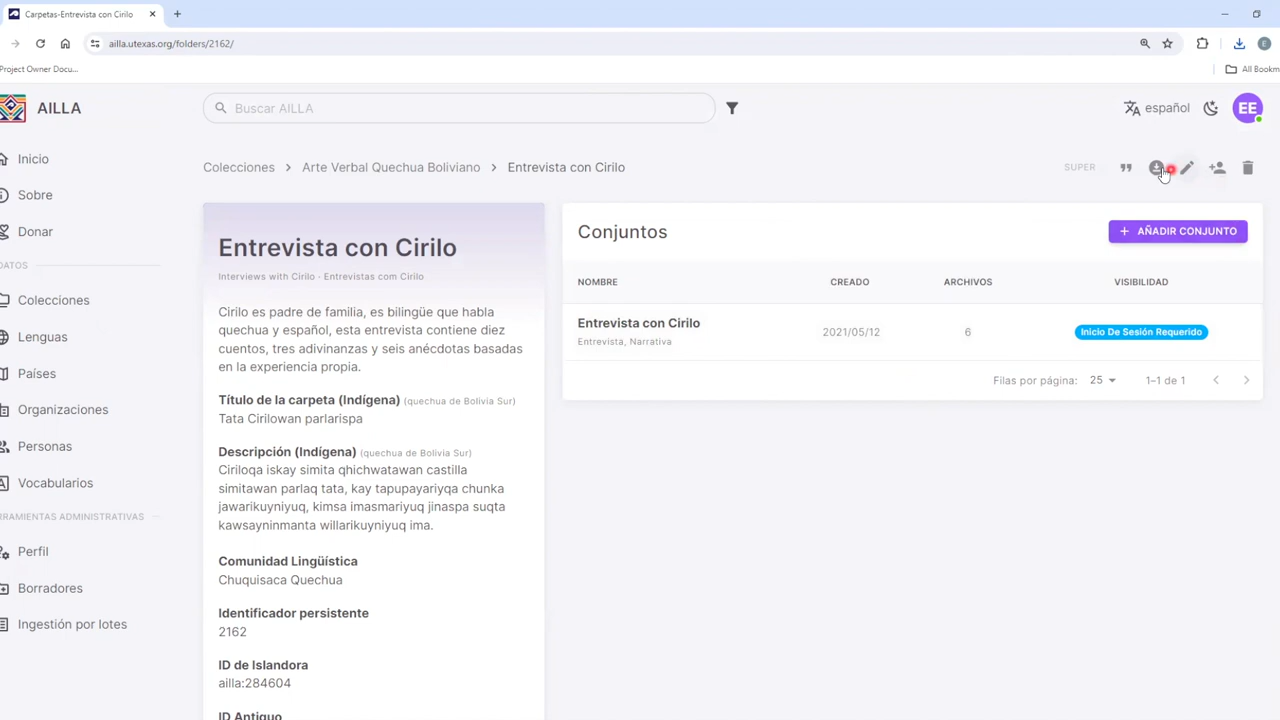 Carpetas-Entrevista con Cirilo
ailla.utexas.org/folders/2162/
Project Owner Docu...
All Bookm
AILLA
Buscar AILLA
español
EE
Inicio
Sobre
Donar
DATOS
Colecciones
Lenguas
Países
Organizaciones
Personas
Vocabularios
RRAMIENTAS ADMINISTRATIVAS
Perfil
Borradores
Ingestión por lotes
Colecciones > Arte Verbal Quechua Boliviano > Entrevista con Cirilo
SUPER
Entrevista con Cirilo
Interviews with Cirilo · Entrevistas com Cirilo
Cirilo es padre de familia, es bilingüe que habla
quechua y español, esta entrevista contiene diez
cuentos, tres adivinanzas y seis anécdotas basadas
en la experiencia propia.
Título de la carpeta (Indígena) (quechua de Bolivia Sur)
Tata Cirilowan parlarispa
Descripción (Indígena) (quechua de Bolivia Sur)
Ciriloqa iskay simita qhichwatawan castilla
simitawan parlaq tata, kay tapupayariyqa chunka
jawarikuyniyuq, kimsa imasmariyuq jinaspa suqta
kawsayninmanta willarikuyniyuq ima.
Comunidad Lingüística
Chuquisaca Quechua
Identificador persistente
2162
ID de Islandora
ailla:284604
ID Antiguo
Conjuntos
+ AÑADIR CONJUNTO
NOMBRE CREADO ARCHIVOS VISIBILIDAD
Entrevista con Cirilo 2021/05/12 6 Inicio De Sesión Requerido
Entrevista, Narrativa
Filas por página: 25 1–1 de 1